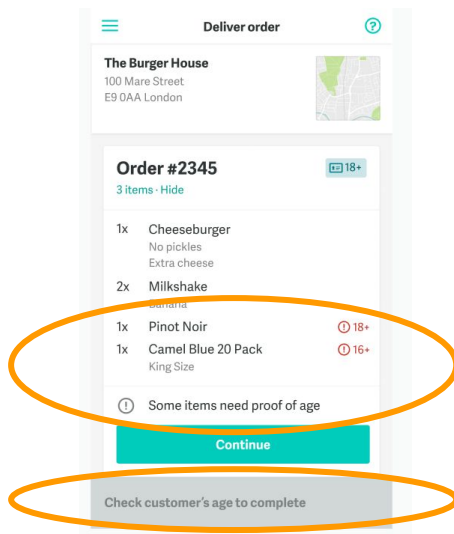 Deliver order
The Burger House
100 Mare Street
E9 0AA London
Order #2345
18+
3 items · Hide
1x Cheeseburger
No pickles
Extra cheese
2x Milkshake
Banana
1x Pinot Noir 18+
1x Camel Blue 20 Pack 16+
King Size
Some items need proof of age
Continue
Check customer's age to complete